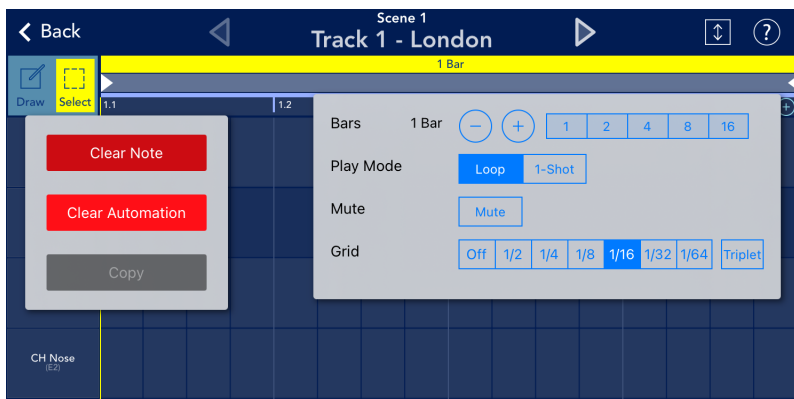 Scene 1
Back
Track 1 - London
?
1 Bar
Draw Select
1.1 1.2
Bars 1 Bar − + 1 2 4 8 16
Clear Note
Play Mode Loop 1-Shot
Clear Automation
Mute Mute
Grid Off 1/2 1/4 1/8 1/16 1/32 1/64 Triplet
Copy
CH Nose
(E2)